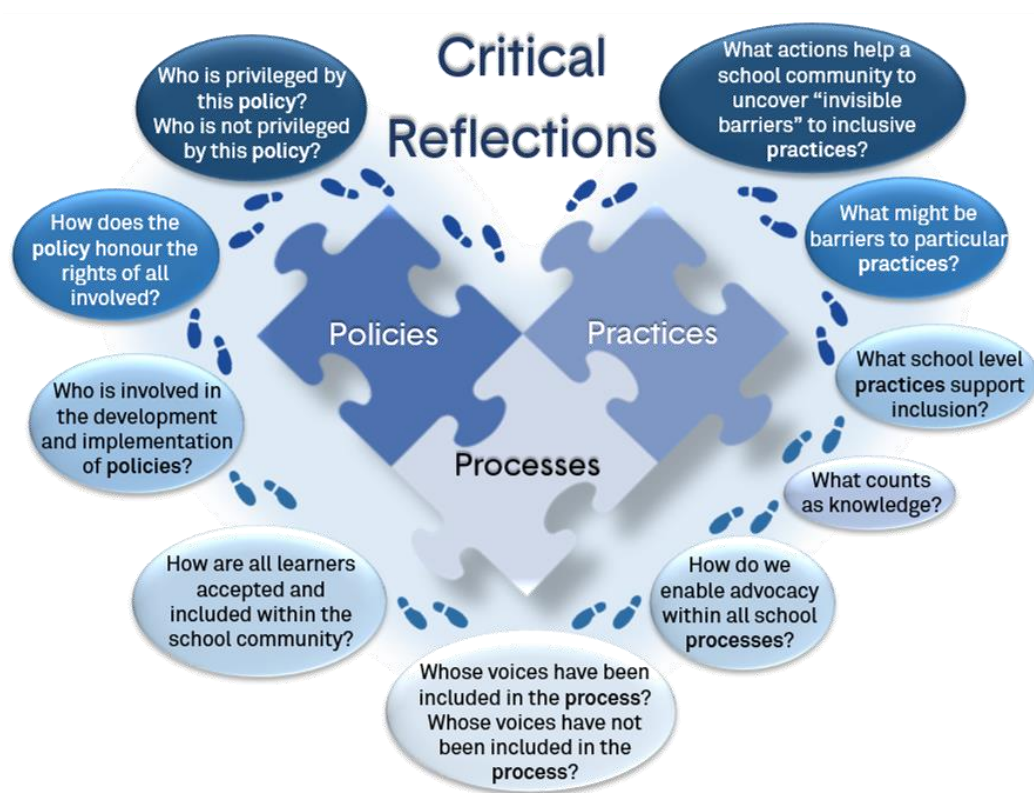 Critical
Reflections
Who is privileged by
this policy?
Who is not privileged
by this policy?
How does the
policy honour the
rights of all
involved?
Who is involved in
the development
and implementation
of policies?
How are all learners
accepted and
included within the
school community?
Whose voices have been
included in the process?
Whose voices have not
been included in the
process?
How do we
enable advocacy
within all school
processes?
What counts
as knowledge?
What school level
practices support
inclusion?
What might be
barriers to particular
practices?
What actions help a
school community to
uncover “invisible
barriers” to inclusive
practices?
Policies
Practices
Processes